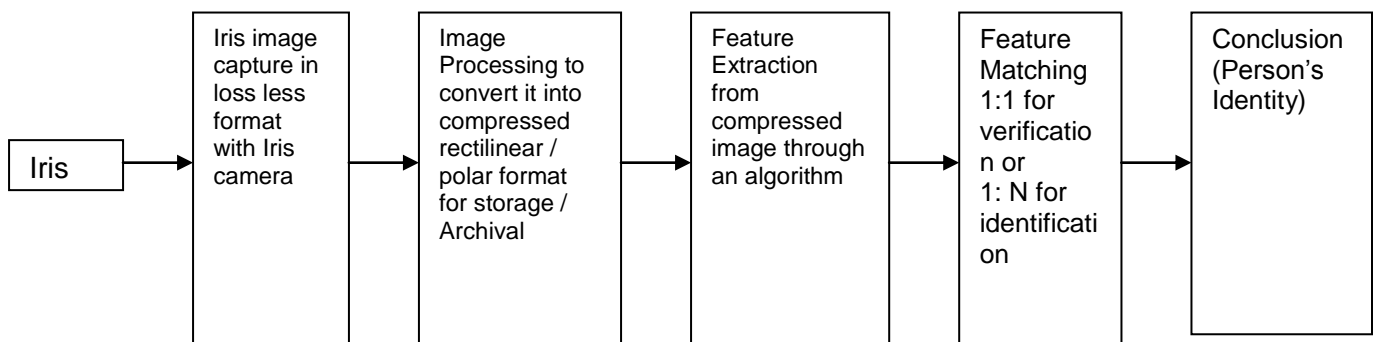 Iris
Iris image
capture in
loss less
format
with Iris
camera
Image
Processing to
convert it into
compressed
rectilinear /
polar format
for storage /
Archival
Feature
Extraction
from
compressed
image through
an algorithm
Feature
Matching
1:1 for
verificatio
n or
1: N for
identificati
on
Conclusion
(Person's
Identity)